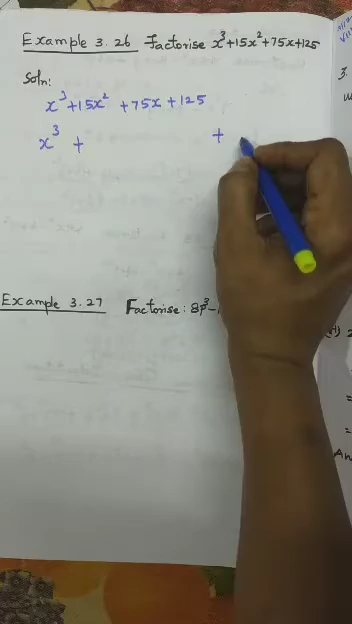 Example 3.26 Factorise x³+15x²+75x+125
Soln:
x³+15x²+75x+125
x³ + +
Example 3.27 Factorise: 8p³-
3.